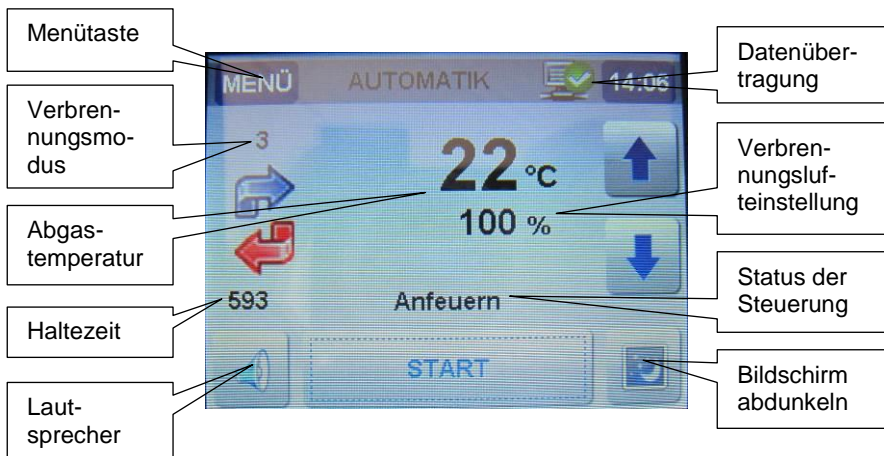 Menütaste
Verbren-
nungsmo-
dus
Abgas-
temperatur
Haltezeit
Laut-
sprecher
MENÜ AUTOMATIK 14:06
3
22 °C
100 %
593 Anfeuern
START
Datenüber-
tragung
Verbren-
nungsluf-
teinstellung
Status der
Steuerung
Bildschirm
abdunkeln